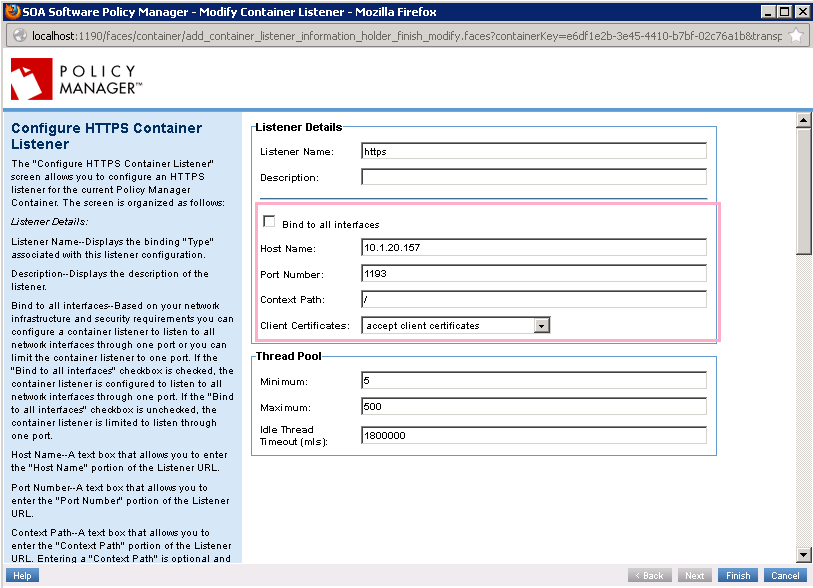 SOA Software Policy Manager - Modify Container Listener - Mozilla Firefox
localhost:1190/faces/container/add_container_listener_information_holder_finish_modify.faces?containerKey=e6df1e2b-3e45-4410-b7bf-02c76a1b&transp
POLICY
MANAGER™
Configure HTTPS Container
Listener
The "Configure HTTPS Container Listener"
screen allows you to configure an HTTPS
listener for the current Policy Manager
Container. The screen is organized as follows:
Listener Details:
Listener Name--Displays the binding "Type"
associated with this listener configuration.
Description--Displays the description of the
listener.
Bind to all interfaces--Based on your network
infrastructure and security requirements you can
configure a container listener to listen to all
network interfaces through one port or you can
limit the container listener to one port. If the
"Bind to all interfaces" checkbox is checked, the
container listener is configured to listen to all
network interfaces through one port. If the "Bind
to all interfaces" checkbox is unchecked, the
container listener is limited to listen through
one port.
Host Name--A text box that allows you to enter
the "Host Name" portion of the Listener URL.
Port Number--A text box that allows you to
enter the "Port Number" portion of the Listener
URL.
Context Path--A text box that allows you to
enter the "Context Path" portion of the Listener
URL. Entering a "Context Path" is optional and
Listener Details
Listener Name: https
Description:
Bind to all interfaces
Host Name: 10.1.20.157
Port Number: 1193
Context Path: /
Client Certificates: accept client certificates
Thread Pool
Minimum: 5
Maximum: 500
Idle Thread
Timeout (mls): 1800000
Help
< Back Next Finish Cancel